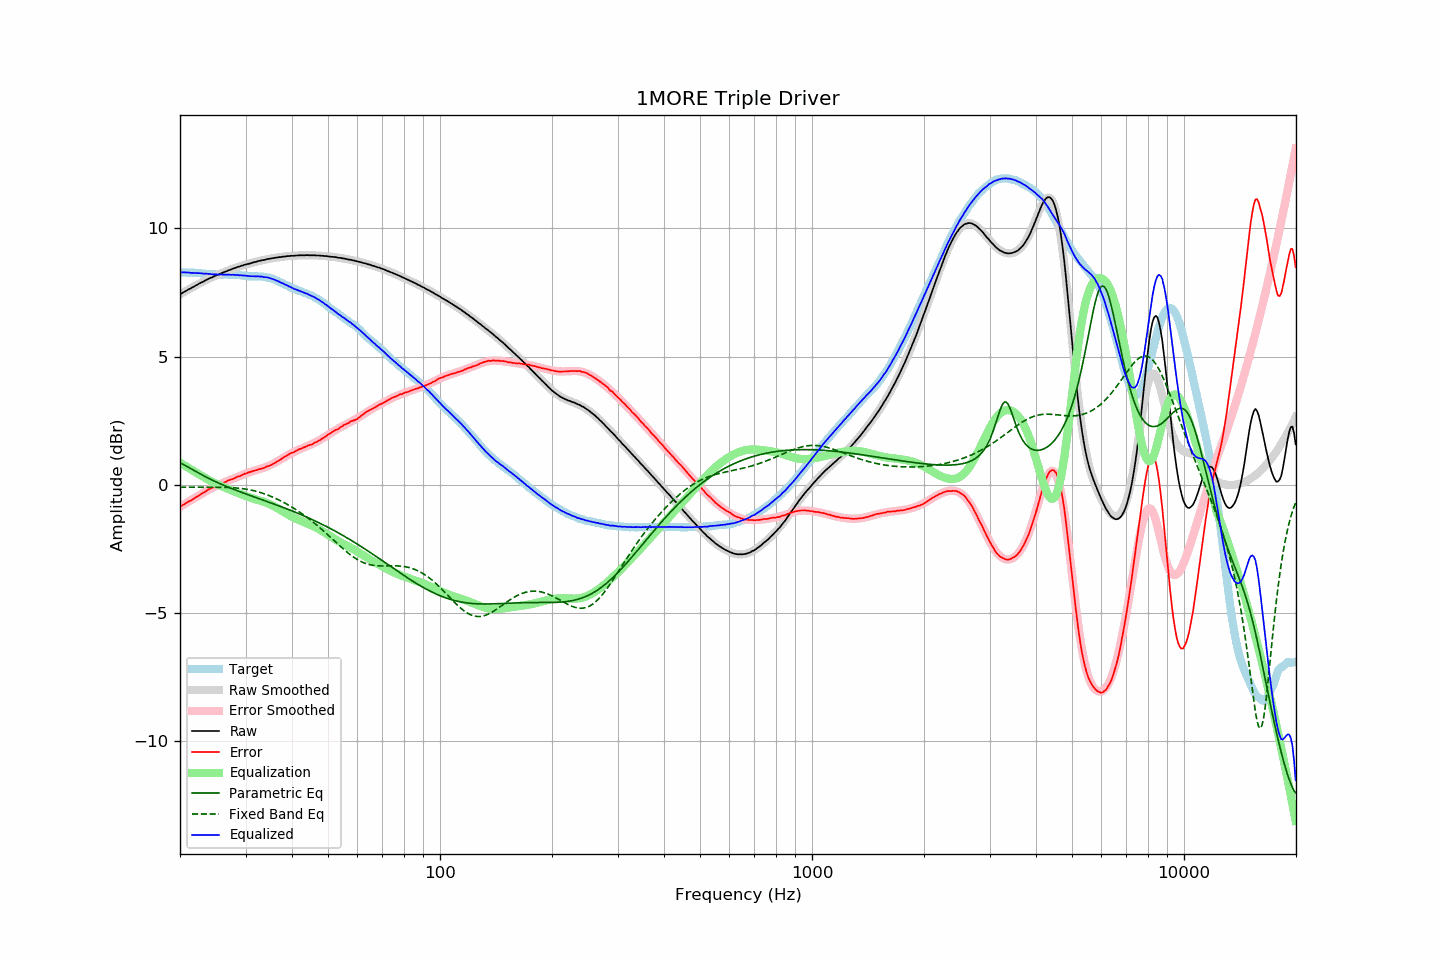 1MORE Triple Driver
Amplitude (dBr)
10
5
0
−5
−10
Target
Raw Smoothed
Error Smoothed
Raw
Error
Equalization
Parametric Eq
Fixed Band Eq
Equalized
100
1000
10000
Frequency (Hz)